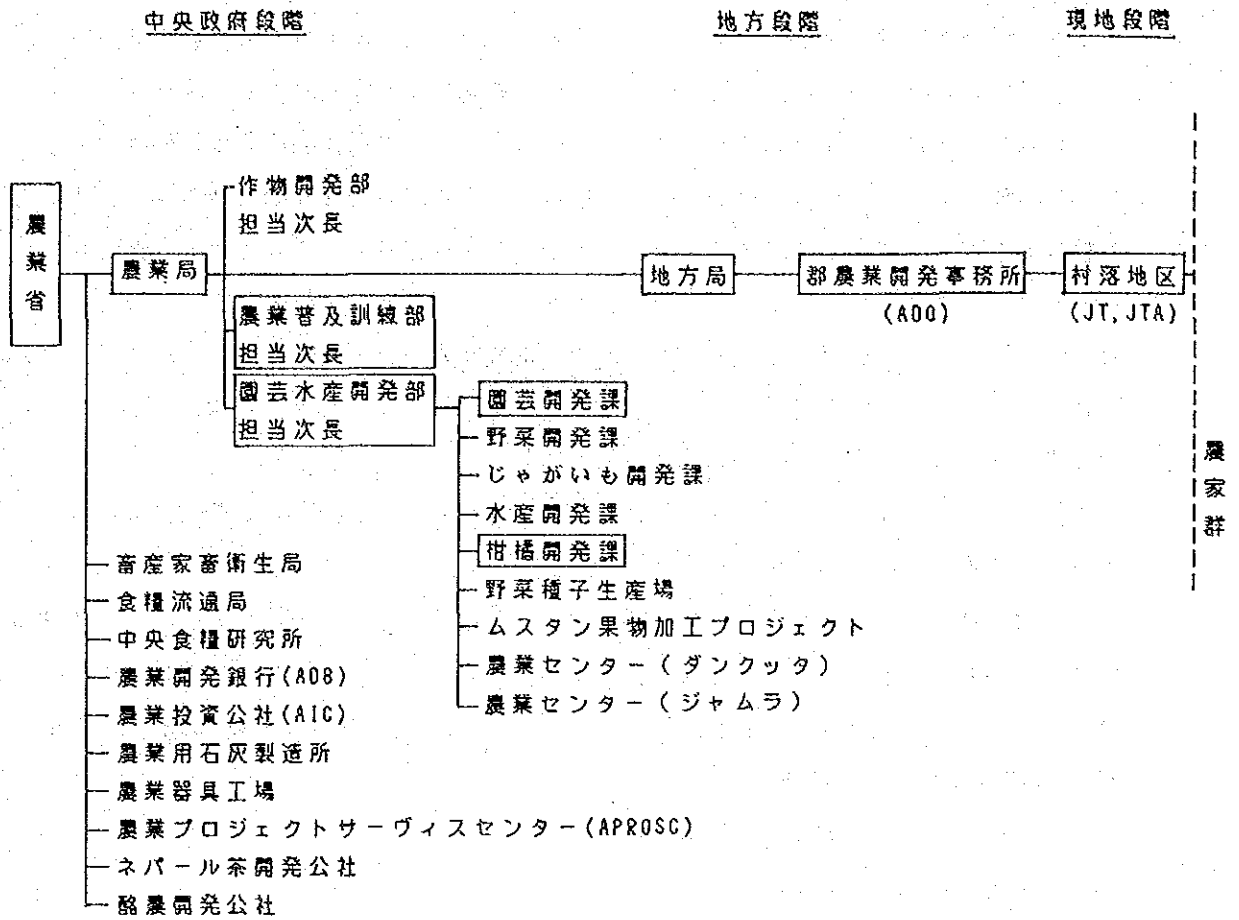 中央政府段階
地方段階
現地段階
農業省
農業局
作物開発部
担当次長
農業普及訓練部
担当次長
園芸水産開発部
担当次長
地方局
郡農業開発事務所
(ADO)
村落地区
(JT,JTA)
農家群
園芸開発課
野菜開発課
じゃがいも開発課
水産開発課
柑橘開発課
野菜種子生産場
ムスタン果物加工プロジェクト
農業センター(ダンクッタ)
農業センター(ジャムラ)
畜産家畜衛生局
食糧流通局
中央食糧研究所
農業開発銀行(ADB)
農業投資公社(AIC)
農業用石灰製造所
農業器具工場
農業プロジェクトサーヴィスセンター(APROSC)
ネパール茶開発公社
酪農開発公社